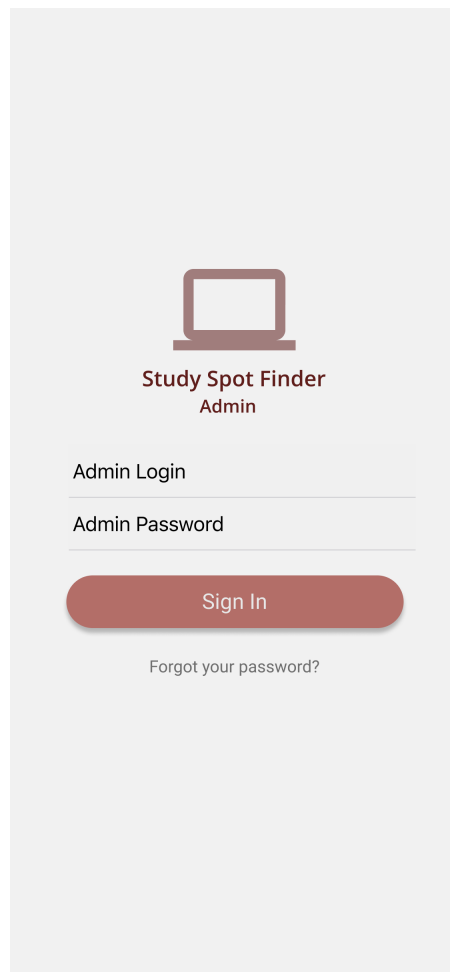 Study Spot Finder
Admin
Admin Login
Admin Password
Sign In
Forgot your password?